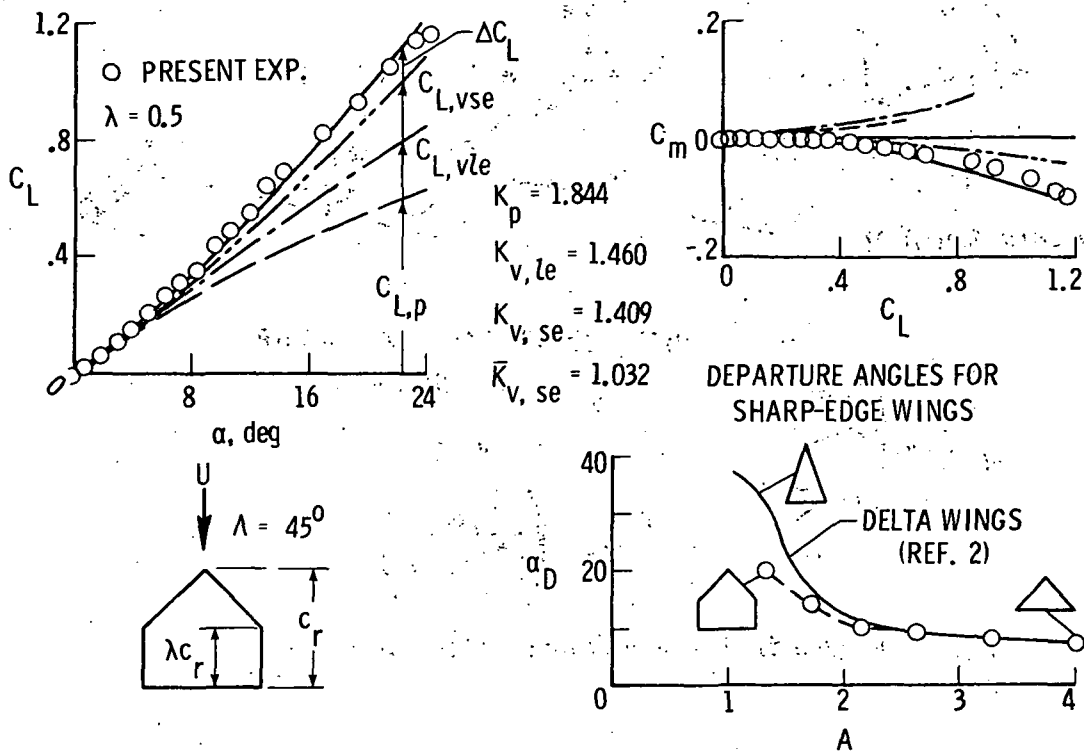 1.2
.8
.4
0
C_L
○ PRESENT EXP.
λ = 0.5
ΔC_L
C_L,vse
C_L,vle
C_L,p
8
16
24
α, deg
K_p = 1.844
K_v,le = 1.460
K_v, se = 1.409
K̄_v, se = 1.032
.2
C_m 0
-.2
0
.4
.8
1.2
C_L
U
Λ = 45°
c_r
λc_r
DEPARTURE ANGLES FOR
SHARP-EDGE WINGS
40
α_D
20
0
DELTA WINGS
(REF. 2)
1
2
3
4
A